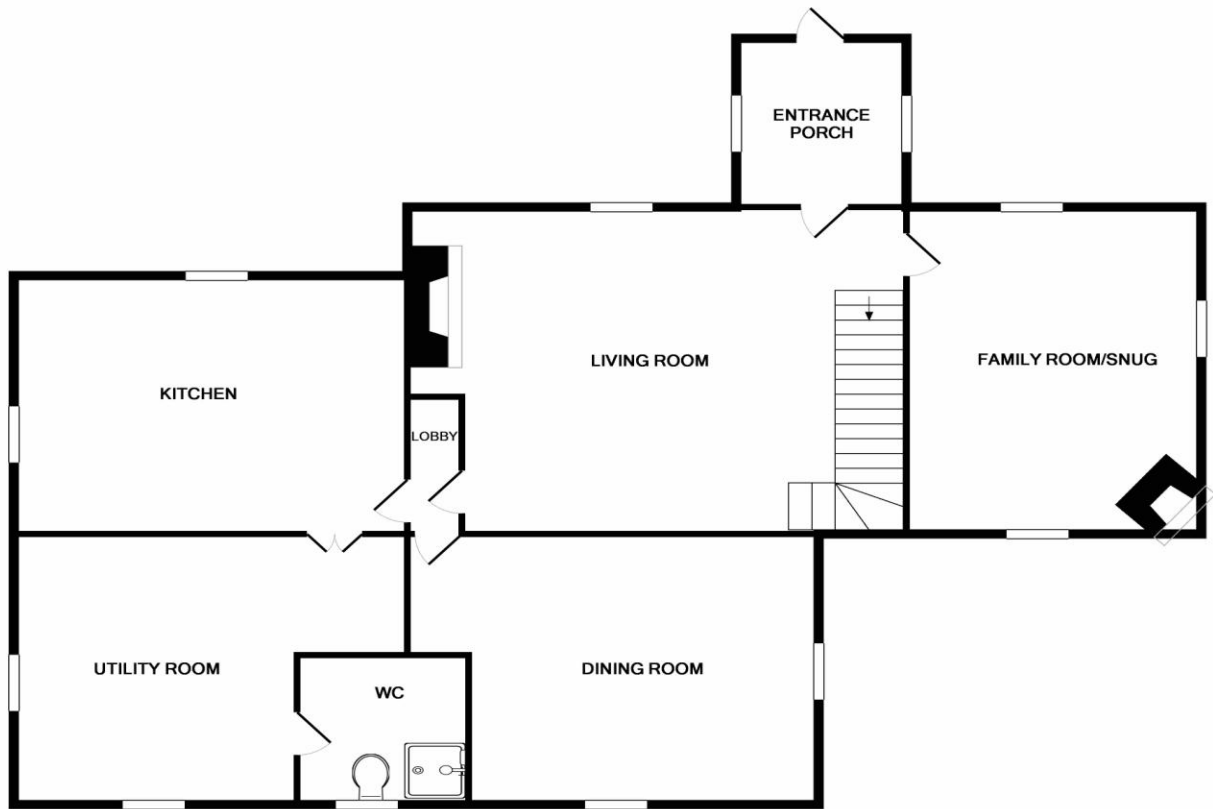 ENTRANCE
PORCH
LIVING ROOM
FAMILY ROOM/SNUG
KITCHEN
LOBBY
UTILITY ROOM
WC
DINING ROOM